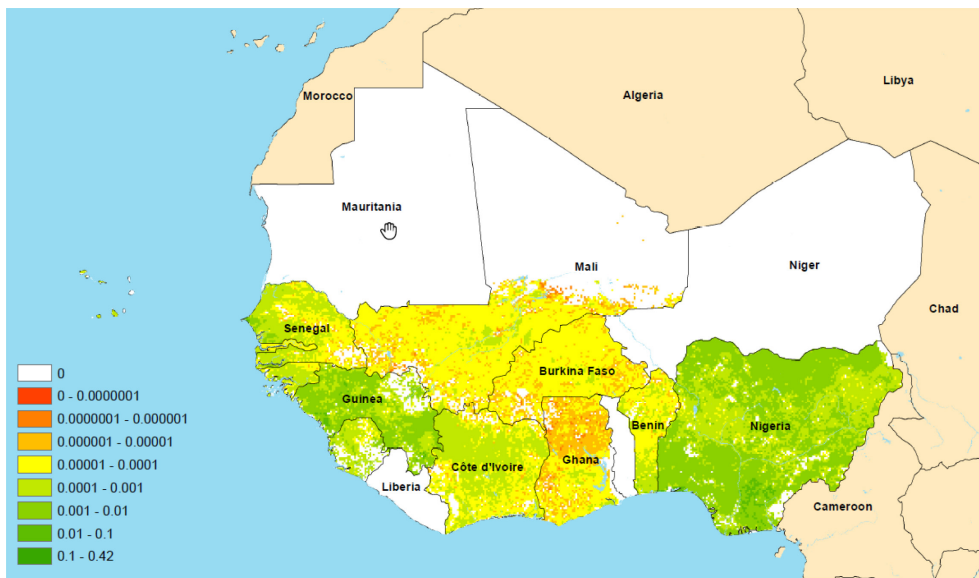 Morocco
Algeria
Libya
Mauritania
Mali
Niger
Chad
Senegal
Burkina Faso
Guinea
Benin
Nigeria
Côte d'Ivoire
Ghana
Liberia
Cameroon
0
0 - 0.0000001
0.0000001 - 0.000001
0.000001 - 0.00001
0.00001 - 0.0001
0.0001 - 0.001
0.001 - 0.01
0.01 - 0.1
0.1 - 0.42